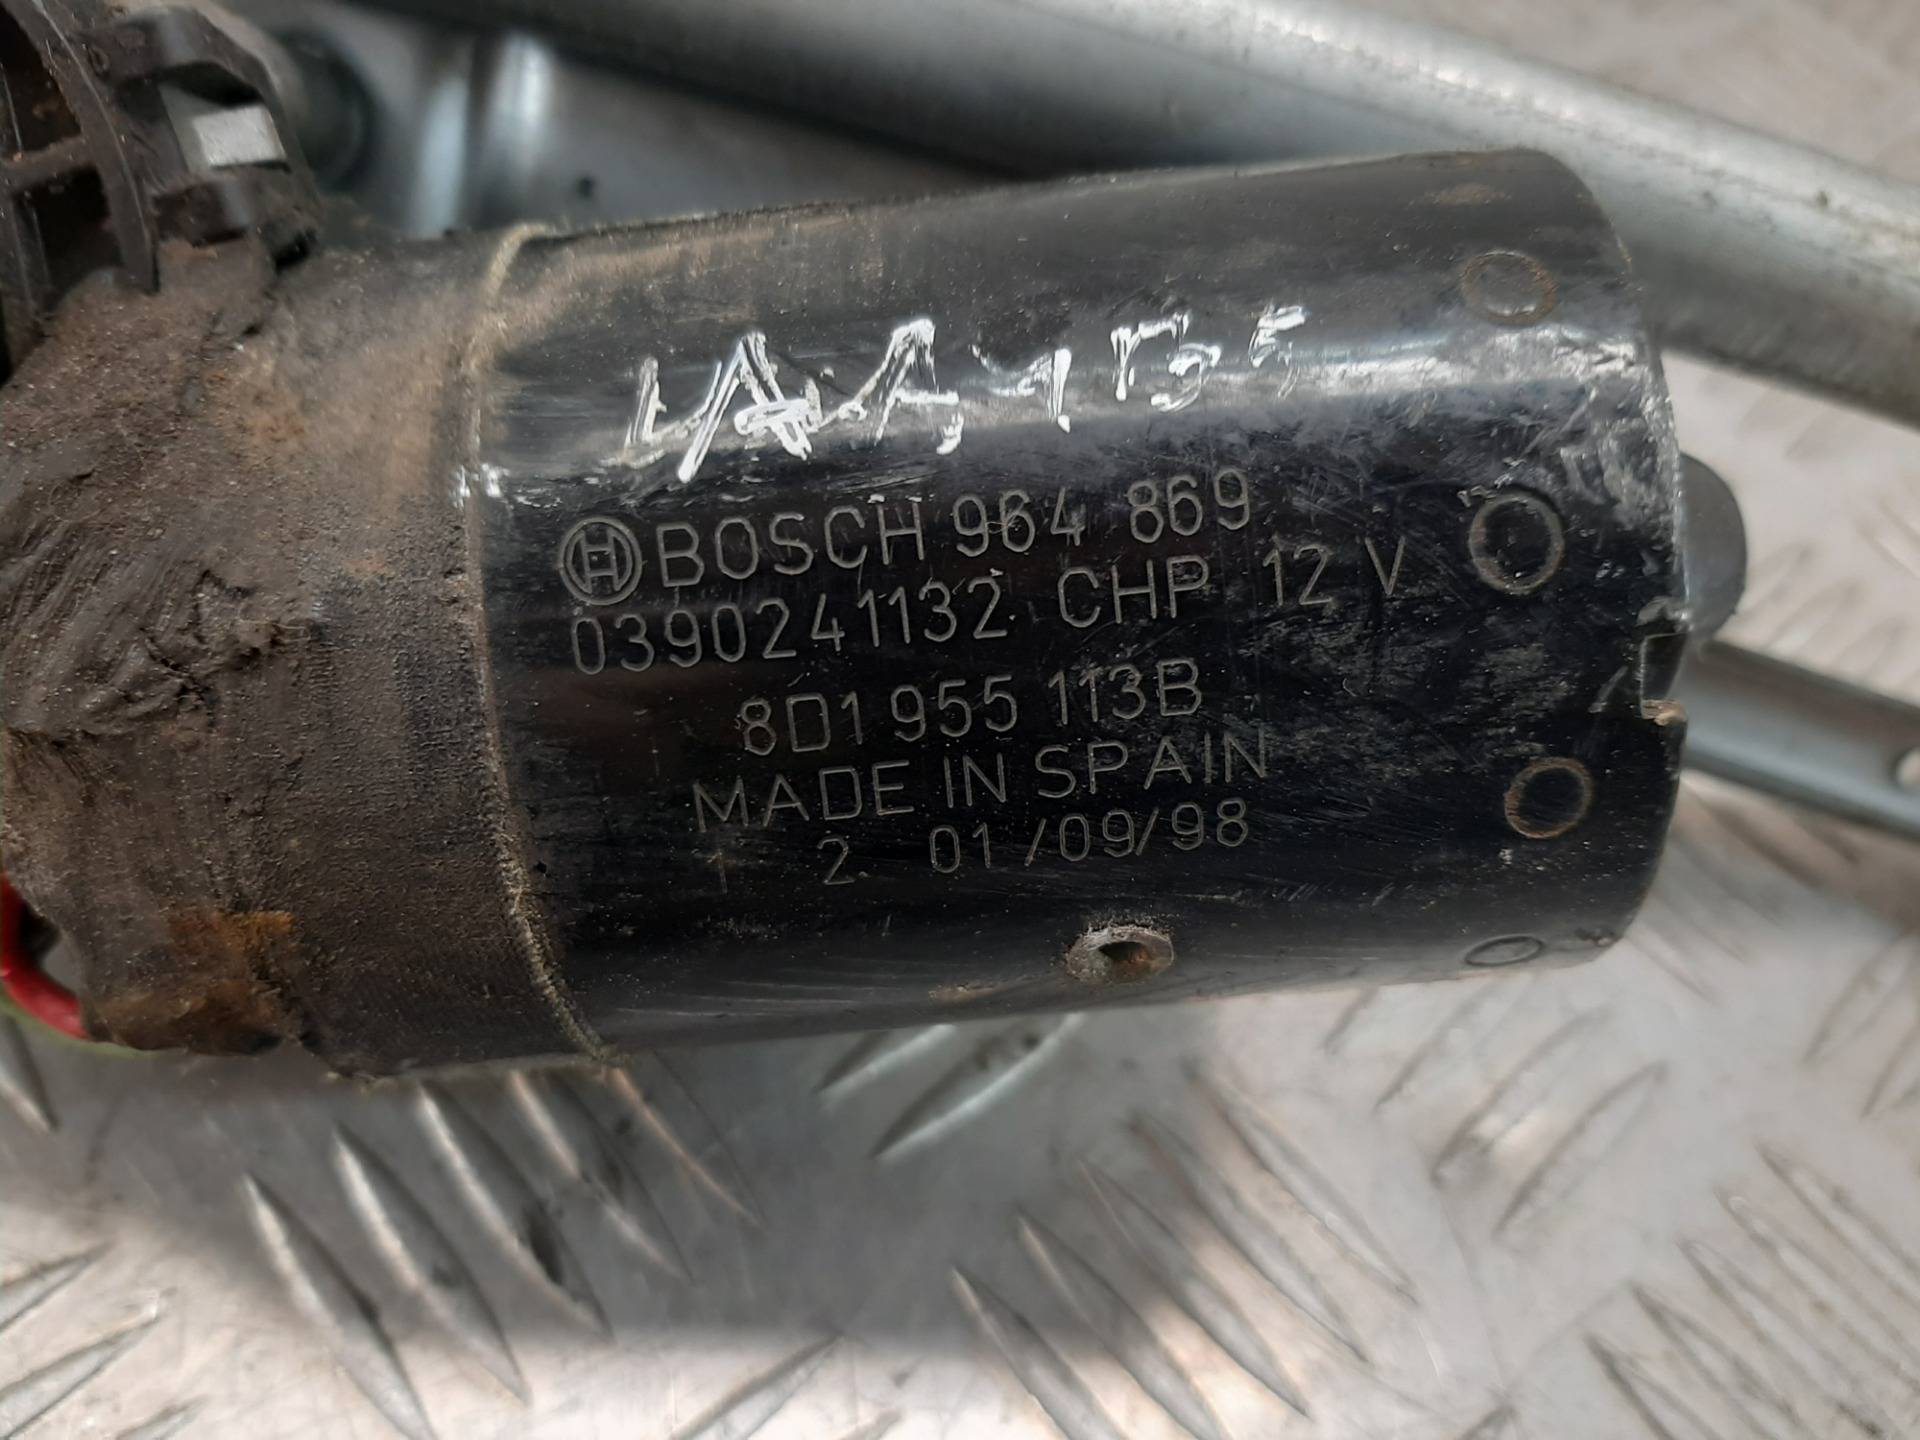 BOSCH 964 869
0390241132 CHP 12 V
8D1 955 113B
MADE IN SPAIN
1 2. 01/09/98